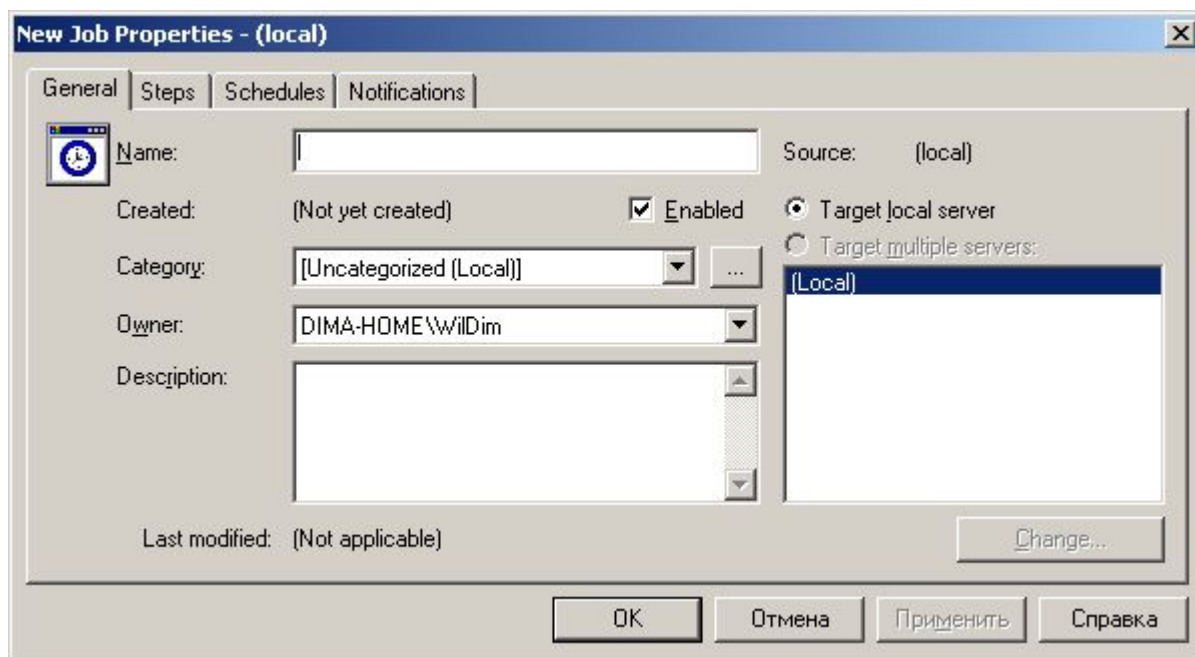 New Job Properties - (local)
General Steps Schedules Notifications
Name: Source: (local)
Created: (Not yet created) Enabled Target local server
Target multiple servers:
Category: [Uncategorized (Local)] ... (Local)
Owner: DIMA-HOME\WilDim
Description:
Last modified: (Not applicable) Change...
OK Отмена Применить Справка